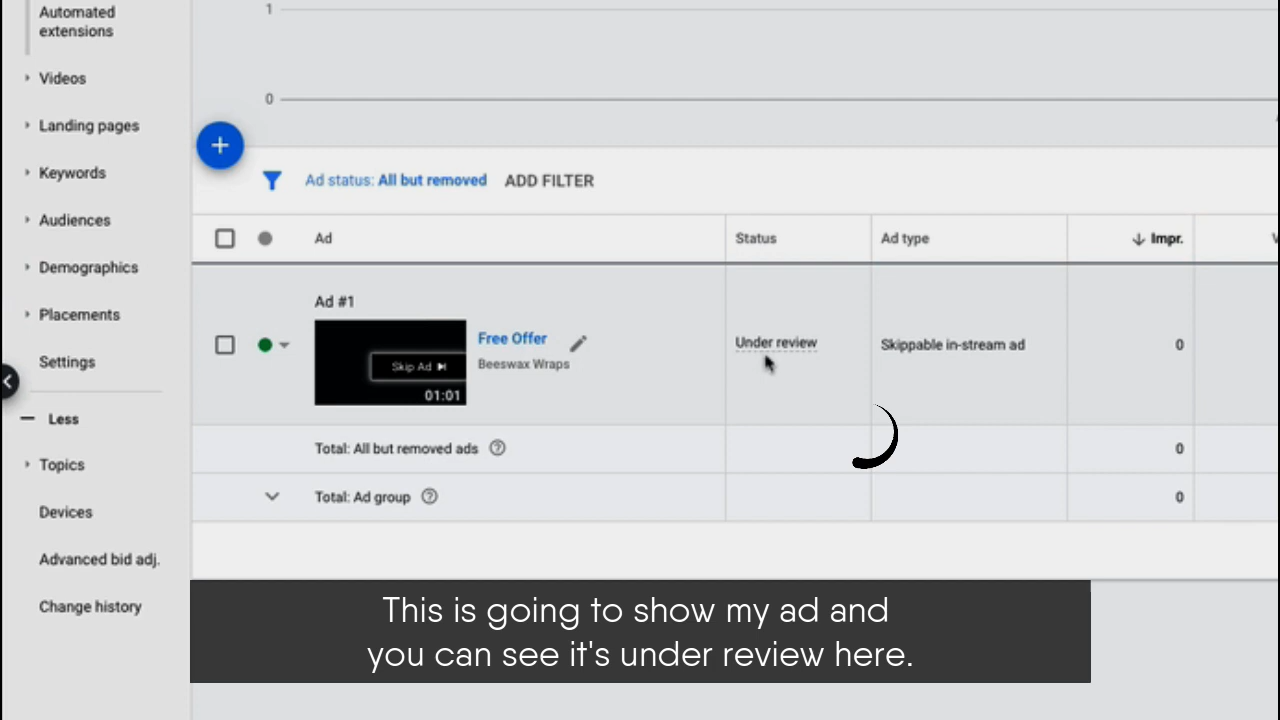 Automated
extensions
Videos
Landing pages
Keywords
Audiences
Demographics
Placements
Settings
Less
Topics
Devices
Advanced bid adj.
Change history
1
0
Ad status: All but removed ADD FILTER
Ad Status Ad type Impr.
Ad #1
Skip Ad
01:01
Free Offer
Beeswax Wraps
Under review Skippable in-stream ad 0
Total: All but removed ads 0
Total: Ad group 0
This is going to show my ad and
you can see it's under review here.